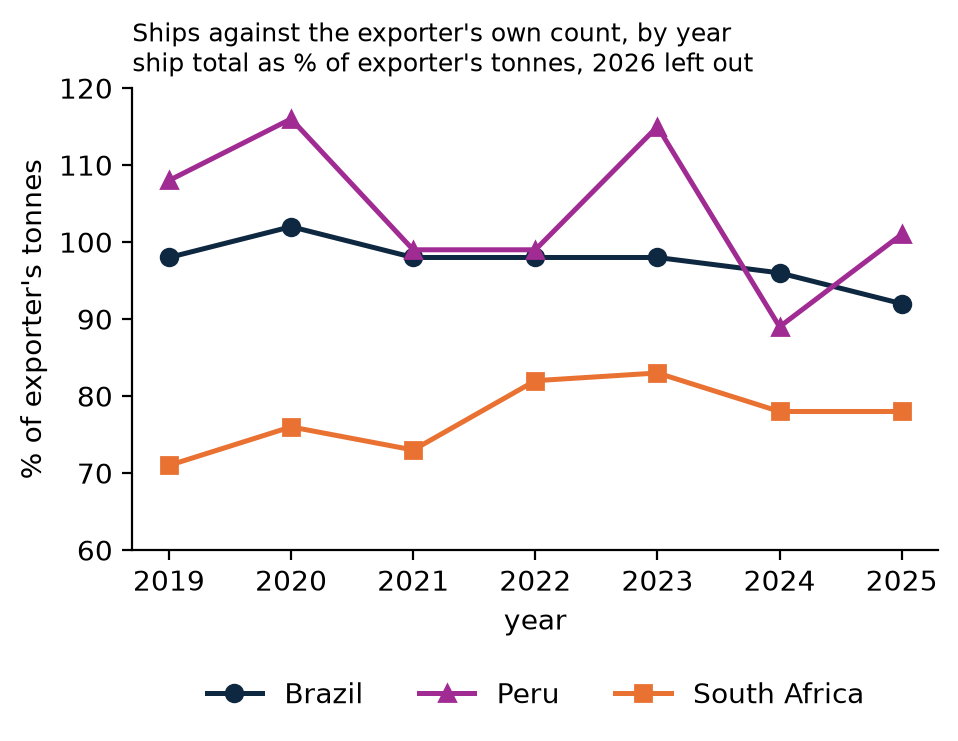 Ships against the exporter's own count, by year
ship total as % of exporter's tonnes, 2026 left out
120
110
100
90
80
70
60
% of exporter's tonnes
2019 2020 2021 2022 2023 2024 2025
year
Brazil Peru South Africa